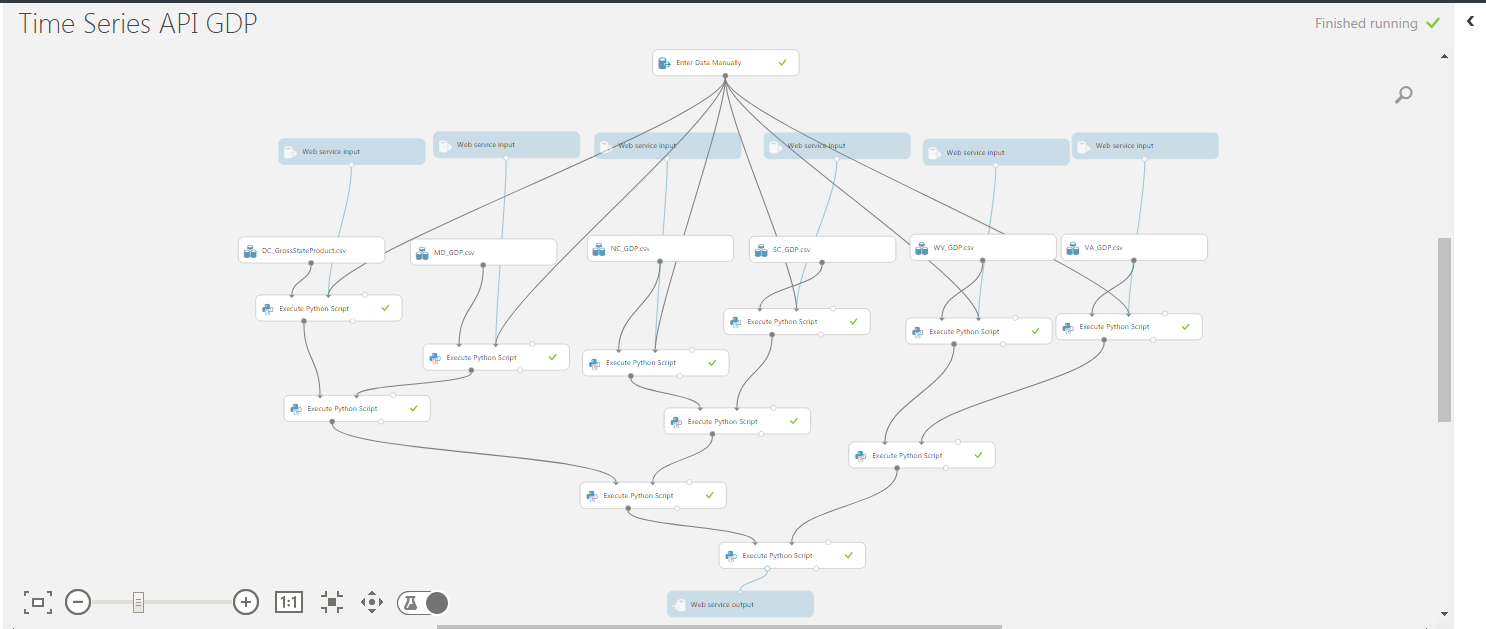 Time Series API GDP
Finished running
Enter Data Manually
Web service input
Web service input
Web service input
Web service input
Web service input
Web service input
DC_GrossStateProduct.csv
MD_GDP.csv
NC_GDP.csv
SC_GDP.csv
WV_GDP.csv
VA_GDP.csv
Execute Python Script
Execute Python Script
Execute Python Script
Execute Python Script
Execute Python Script
Execute Python Script
Execute Python Script
Execute Python Script
Execute Python Script
Execute Python Script
Execute Python Script
Web service output
1:1